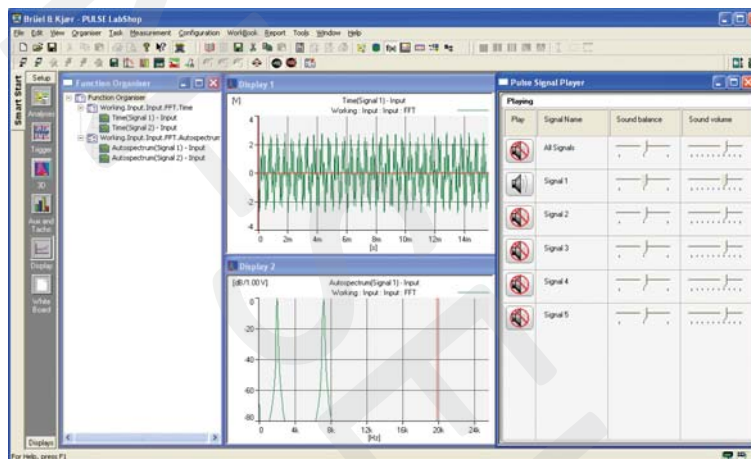 Brüel & Kjær - PULSE LabShop
File Edit View Organiser Task Measurement Configuration WorkBook Report Tools Window Help
Smart Start
Setup
Analyses
Trigger
3D
Aux and Tacho
Display
White Board
Displays
Function Organiser
Function Organiser
Working.Input.Input.FFT.Time
Time(Signal 1) - Input
Time(Signal 2) - Input
Working.Input.Input.FFT.Autospectrum
Autospectrum(Signal 1) - Input
Autospectrum(Signal 2) - Input
Display 1
[V] Time(Signal 1) - Input
Working : Input : Input : FFT
4
2
0
-2
-4
0 2m 4m 6m 8m 10m 12m 14m
[s]
Display 2
[dB/1.00 V] Autospectrum(Signal 1) - Input
Working : Input : Input : FFT
0
-20
-40
-60
-80
0 4k 8k 12k 16k 20k 24k
[Hz]
Pulse Signal Player
Playing
Play Signal Name Sound balance Sound volume
All Signals
Signal 1
Signal 2
Signal 3
Signal 4
Signal 5
For Help, press F1